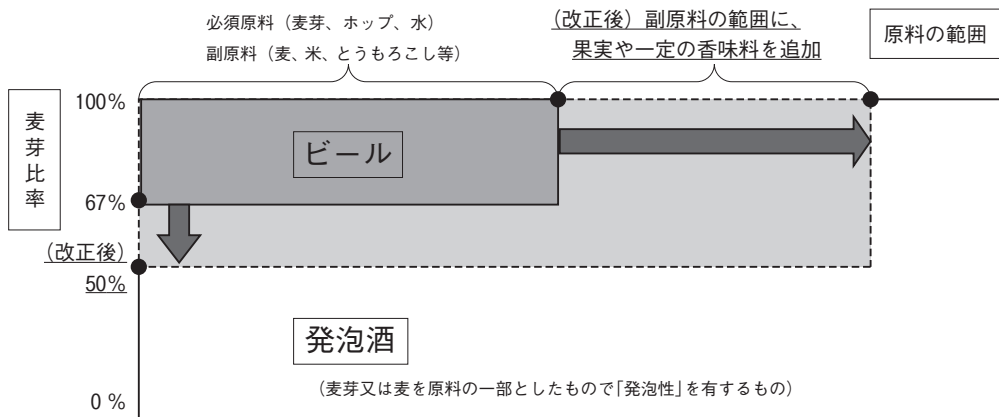 必須原料（麦芽、ホップ、水）
副原料（麦、米、とうもろこし等）
（改正後）副原料の範囲に、
果実や一定の香味料を追加
原料の範囲
麦芽比率
100%
ビール
67%
（改正後）
50%
発泡酒
（麦芽又は麦を原料の一部としたもので「発泡性」を有するもの）
0 %